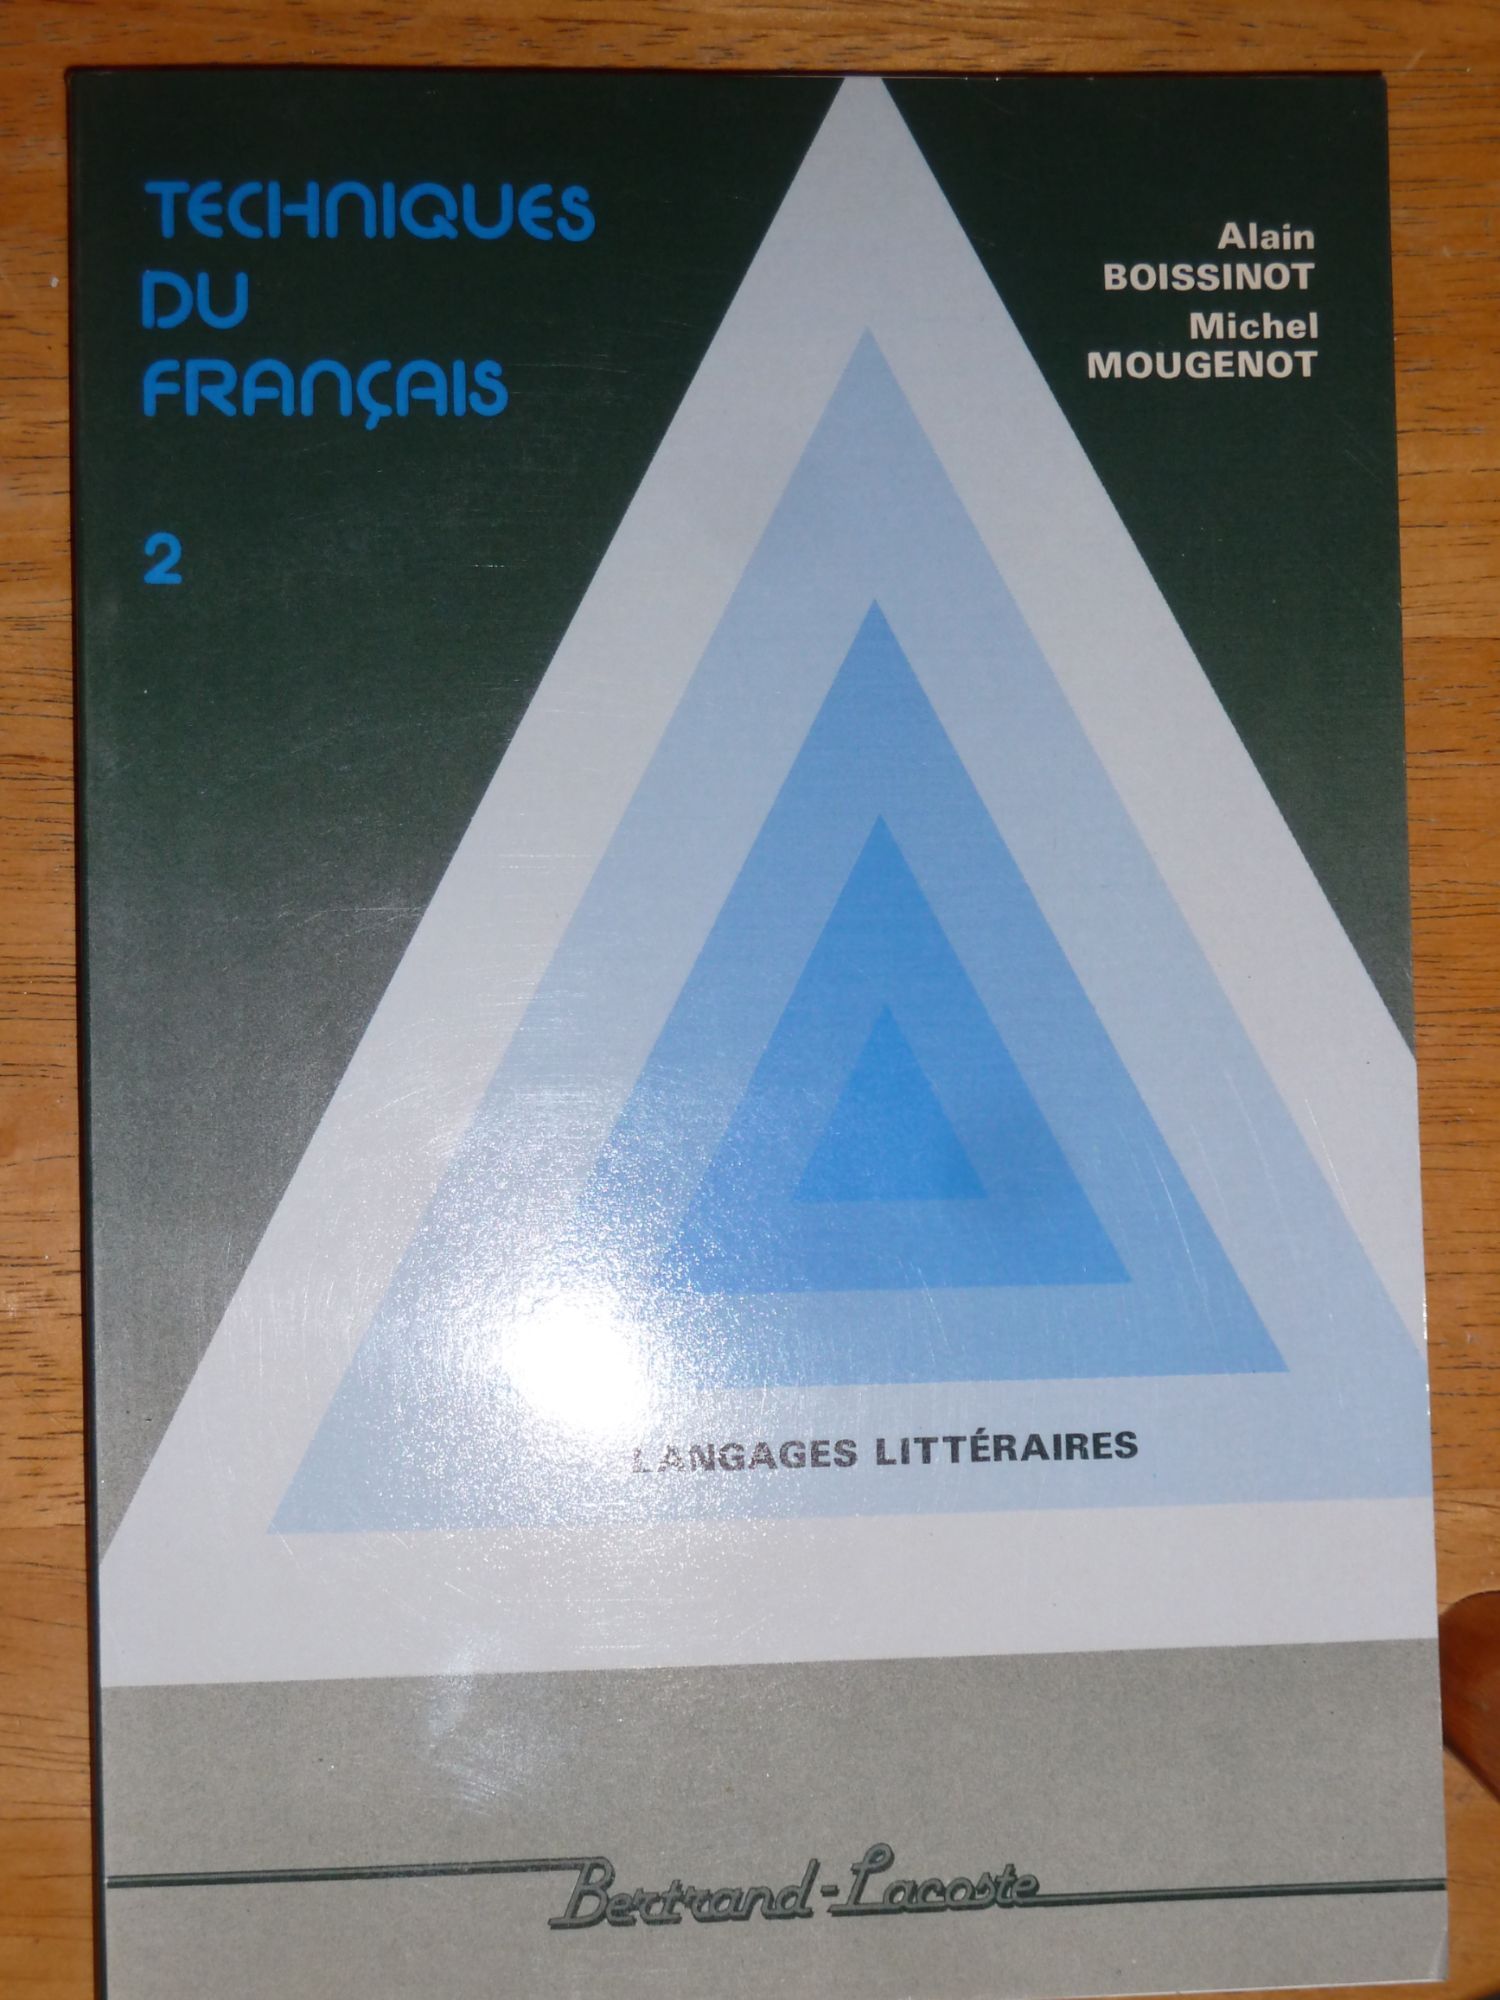 TECHNIQUES
DU
FRANÇAIS
2
Alain
BOISSINOT
Michel
MOUGENOT
LANGAGES LITTÉRAIRES
Bertrand-Lacoste